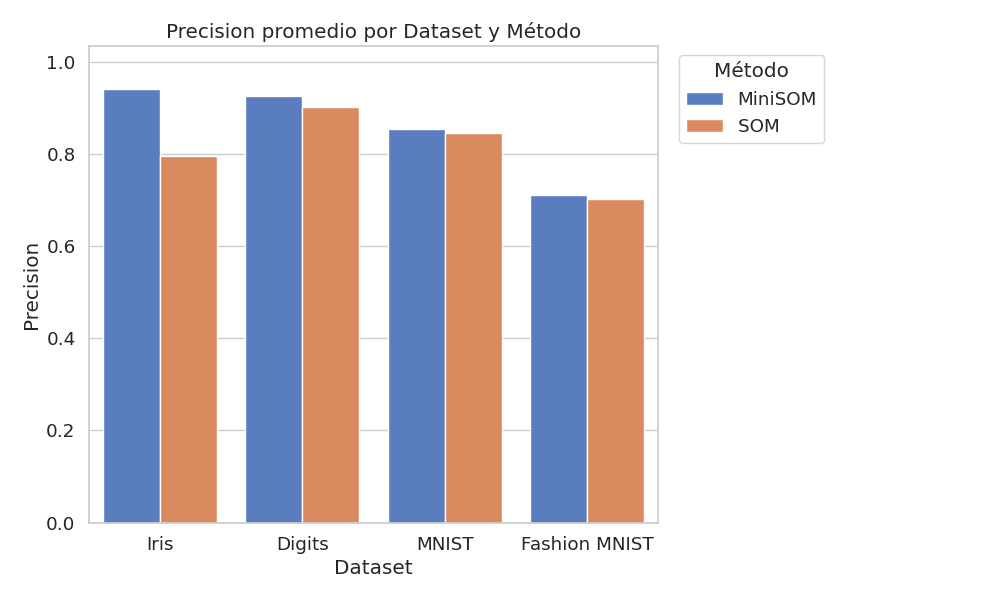 Precision promedio por Dataset y Método
Método
MiniSOM
SOM
Precision
1.0
0.8
0.6
0.4
0.2
0.0
Iris
Digits
MNIST
Fashion MNIST
Dataset